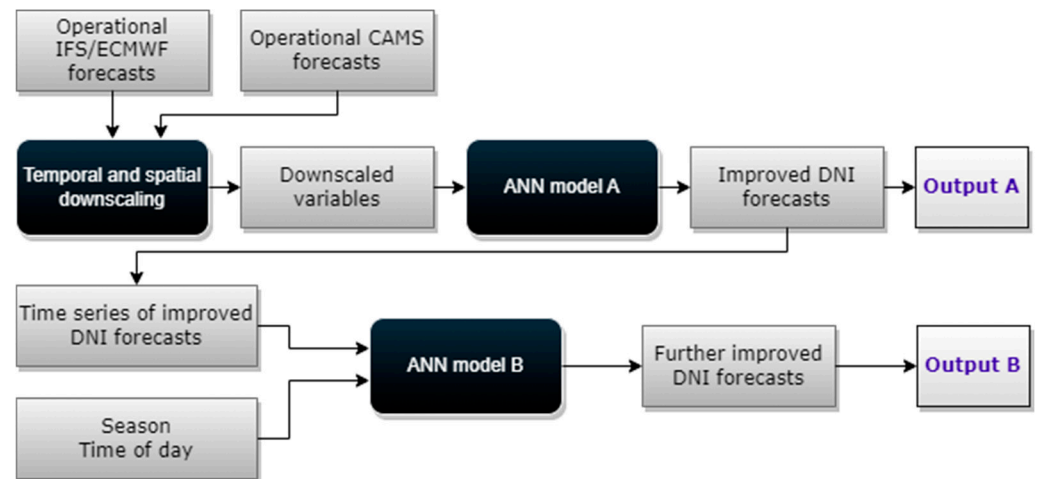 Operational
IFS/ECMWF
forecasts
Operational CAMS
forecasts
Temporal and spatial
downscaling
Downscaled
variables
ANN model A
Improved DNI
forecasts
Output A
Time series of improved
DNI forecasts
ANN model B
Further improved
DNI forecasts
Output B
Season
Time of day